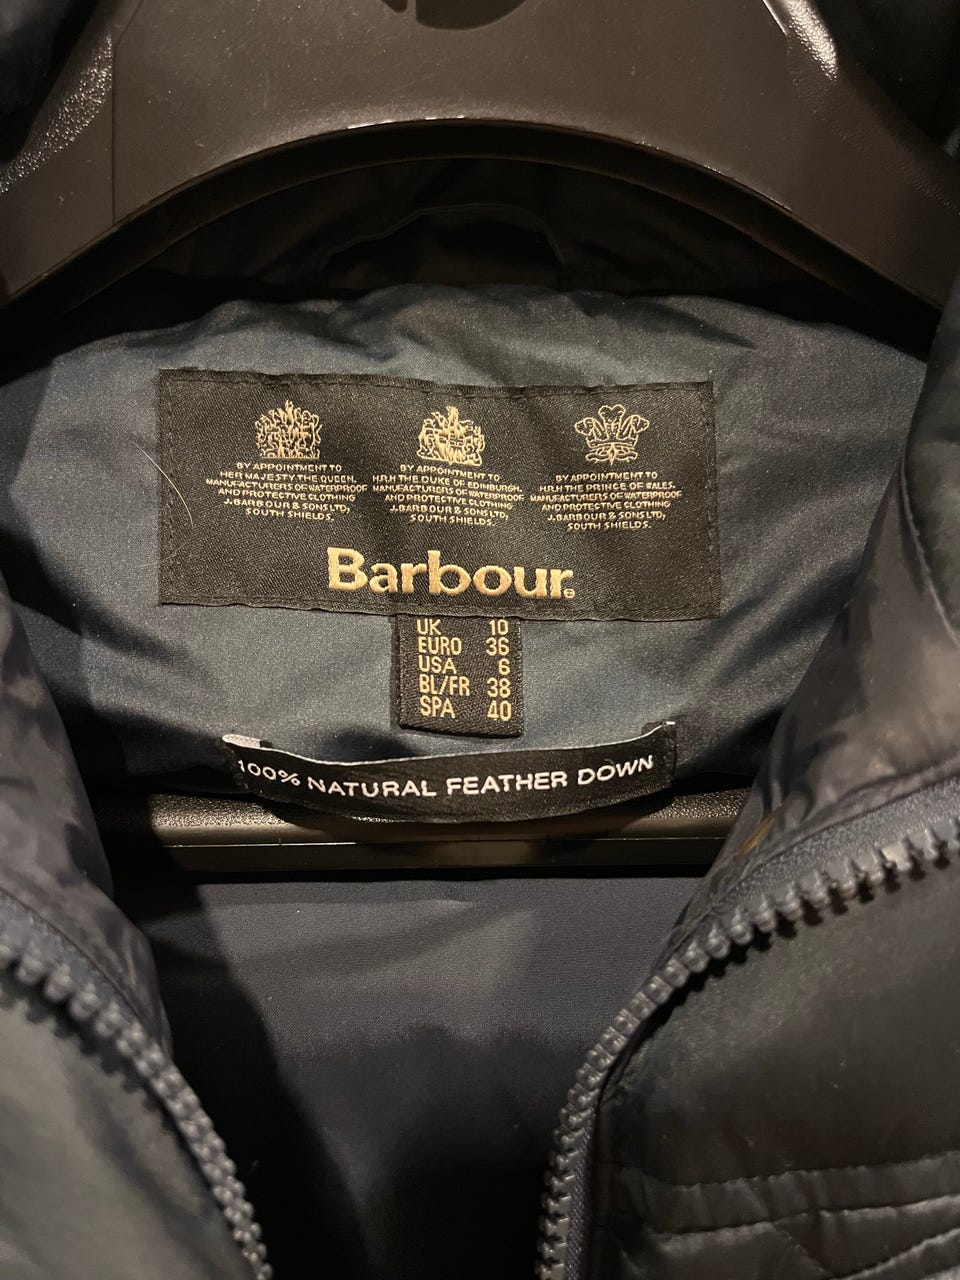 BY APPOINTMENT TO
HER MAJESTY THE QUEEN.
MANUFACTURERS OF WATERPROOF
AND PROTECTIVE CLOTHING
J.BARBOUR & SONS LTD,
SOUTH SHIELDS.
BY APPOINTMENT TO
H.R.H THE DUKE OF EDINBURGH.
MANUFACTURERS OF WATERPROOF
AND PROTECTIVE CLOTHING
J.BARBOUR & SONS LTD,
SOUTH SHIELDS.
BY APPOINTMENT TO
H.R.H THE PRINCE OF WALES.
MANUFACTURERS OF WATERPROOF
AND PROTECTIVE CLOTHING
J.BARBOUR & SONS LTD,
SOUTH SHIELDS.
Barbour®
UK 10
EURO 36
USA 6
BL/FR 38
SPA 40
100% NATURAL FEATHER DOWN